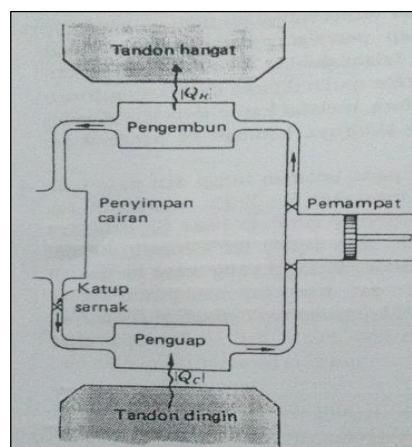 Tandon hangat
|Q_H|
Pengembun
Penyimpan
cairan
Pemampat
Katup
sernak
Penguap
|Q_C|
Tandon dingin